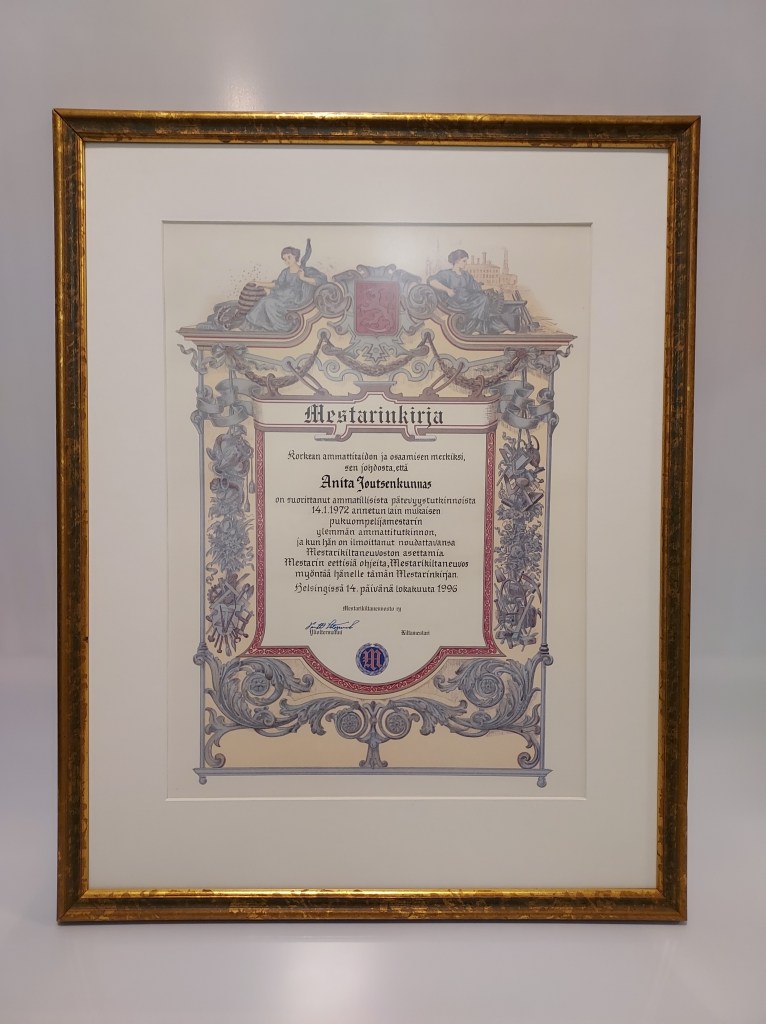 Mestarinkirja
Korkean ammattitaidon ja osaamisen merkiksi,
sen johdosta, että
Anita Joutsenkunnas
on suorittanut ammatillisista pätevyystutkinnoista
14.1.1972 annetun lain mukaisen
pukuompelijamestarin
ylemmän ammattitutkinnon,
ja kun hän on ilmoittanut noudattavansa
Mestarikiltaneuvoston asettamia
Mestarin eettisiä ohjeita, Mestarikiltaneuvos
myöntää hänelle tämän Mestarinkirjan
Helsingissä 14. päivänä lokakuuta 1996
Mestarikiltaneuvosto ry
Ylioltermanni Kiltamestari
M